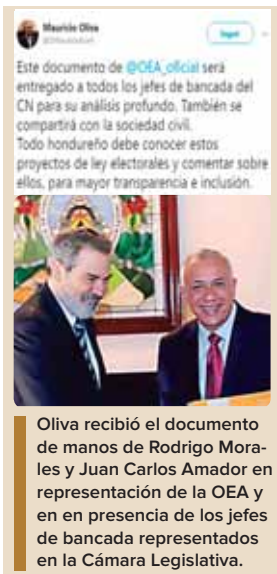 Mauricio Oliva
Este documento de @OEA_oficial será
entregado a todos los jefes de bancada del
CN para su análisis profundo. También se
compartirá con la sociedad civil.
Todo hondureño debe conocer estos
proyectos de ley electorales y comentar sobre
ellos, para mayor transparencia e inclusión.
Oliva recibió el documento
de manos de Rodrigo Mora-
les y Juan Carlos Amador en
representación de la OEA y
en en presencia de los jefes
de bancada representados
en la Cámara Legislativa.